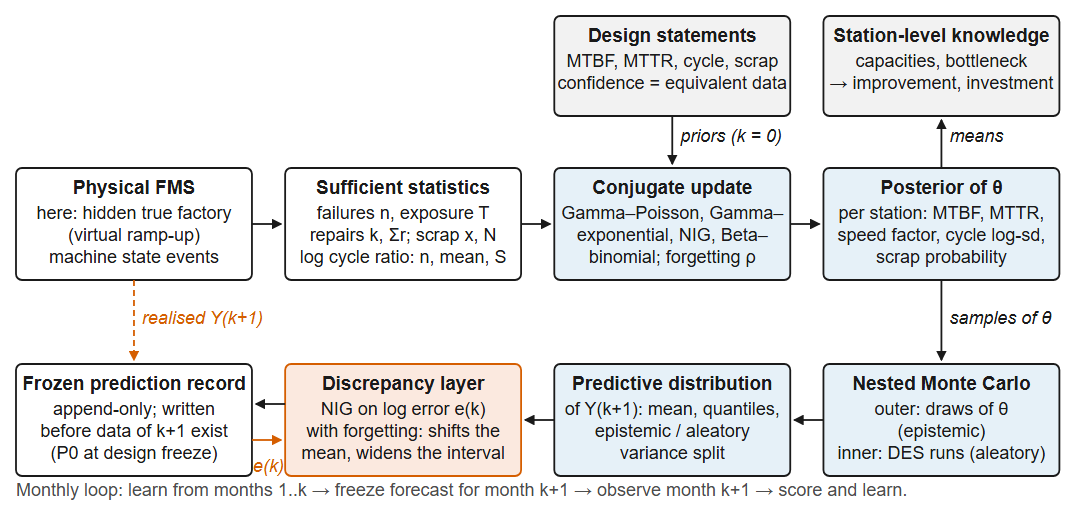 Design statements
MTBF, MTTR, cycle, scrap
confidence = equivalent data
Station-level knowledge
capacities, bottleneck
→ improvement, investment
priors (k = 0)
means
Physical FMS
here: hidden true factory
(virtual ramp-up)
machine state events
Sufficient statistics
failures n, exposure T
repairs k, Σr; scrap x, N
log cycle ratio: n, mean, S
Conjugate update
Gamma–Poisson, Gamma–
exponential, NIG, Beta–
binomial; forgetting ρ
Posterior of θ
per station: MTBF, MTTR,
speed factor, cycle log-sd,
scrap probability
realised Y(k+1)
samples of θ
Frozen prediction record
append-only; written
before data of k+1 exist
(P0 at design freeze)
e(k)
Discrepancy layer
NIG on log error e(k)
with forgetting: shifts the
mean, widens the interval
Predictive distribution
of Y(k+1): mean, quantiles,
epistemic / aleatory
variance split
Nested Monte Carlo
outer: draws of θ
(epistemic)
inner: DES runs (aleatory)
Monthly loop: learn from months 1..k → freeze forecast for month k+1 → observe month k+1 → score and learn.